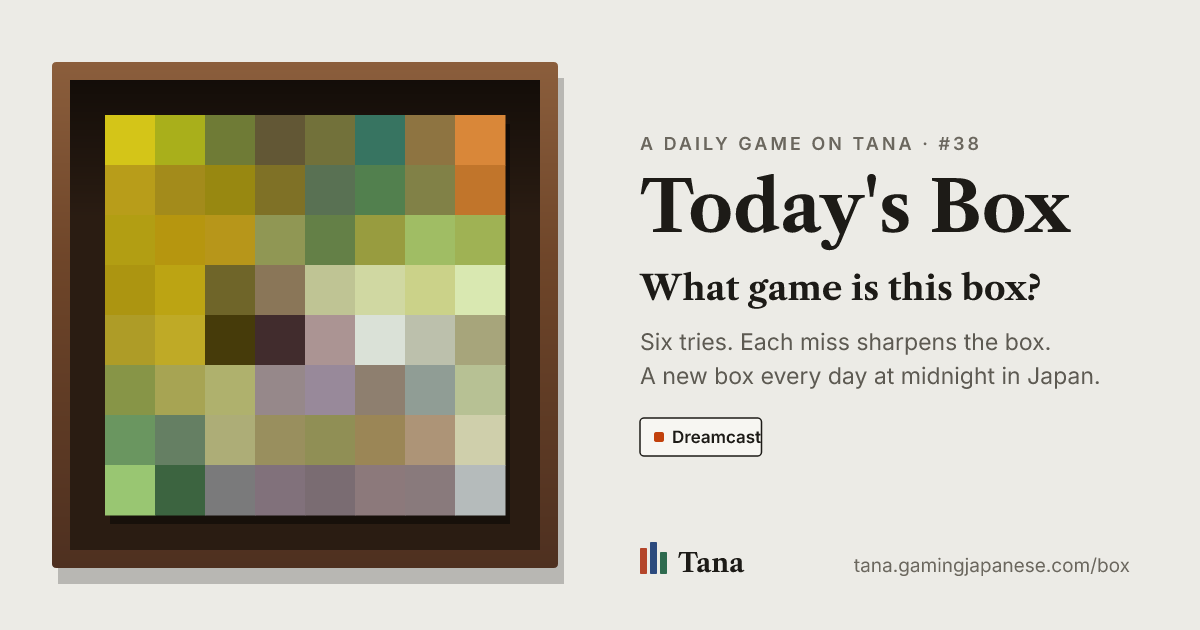 A DAILY GAME ON TANA · #38
Today's Box
What game is this box?
Six tries. Each miss sharpens the box.
A new box every day at midnight in Japan.
Dreamcast
Tana
tana.gamingjapanese.com/box